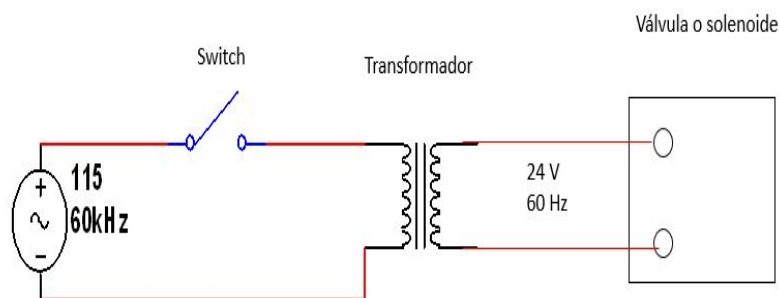 Válvula o solenoide
Switch
Transformador
115
60kHz
24 V
60 Hz